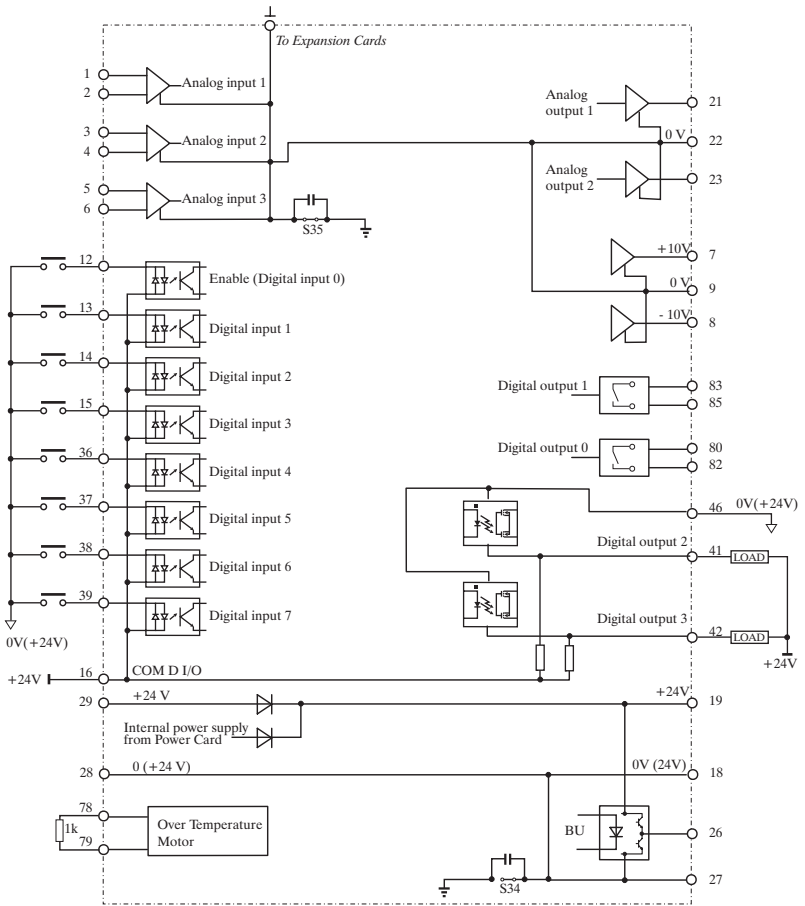 To Expansion Cards
1
Analog input 1
2
3
Analog input 2
4
5
Analog input 3
6
S35
Analog
output 1
21
0 V
22
Analog
output 2
23
12
Enable (Digital input 0)
13
Digital input 1
14
Digital input 2
15
Digital input 3
36
Digital input 4
37
Digital input 5
38
Digital input 6
39
Digital input 7
0V(+24V)
+24V
16
COM D I/O
+10V
7
0 V
9
- 10V
8
Digital output 1
83
85
Digital output 0
80
82
46
0V(+24V)
Digital output 2
41
LOAD
Digital output 3
42
LOAD
+24V
29
+24 V
+24V
19
Internal power supply
from Power Card
28
0 (+24 V)
0V (24V)
18
78
1k
79
Over Temperature
Motor
BU
26
S34
27